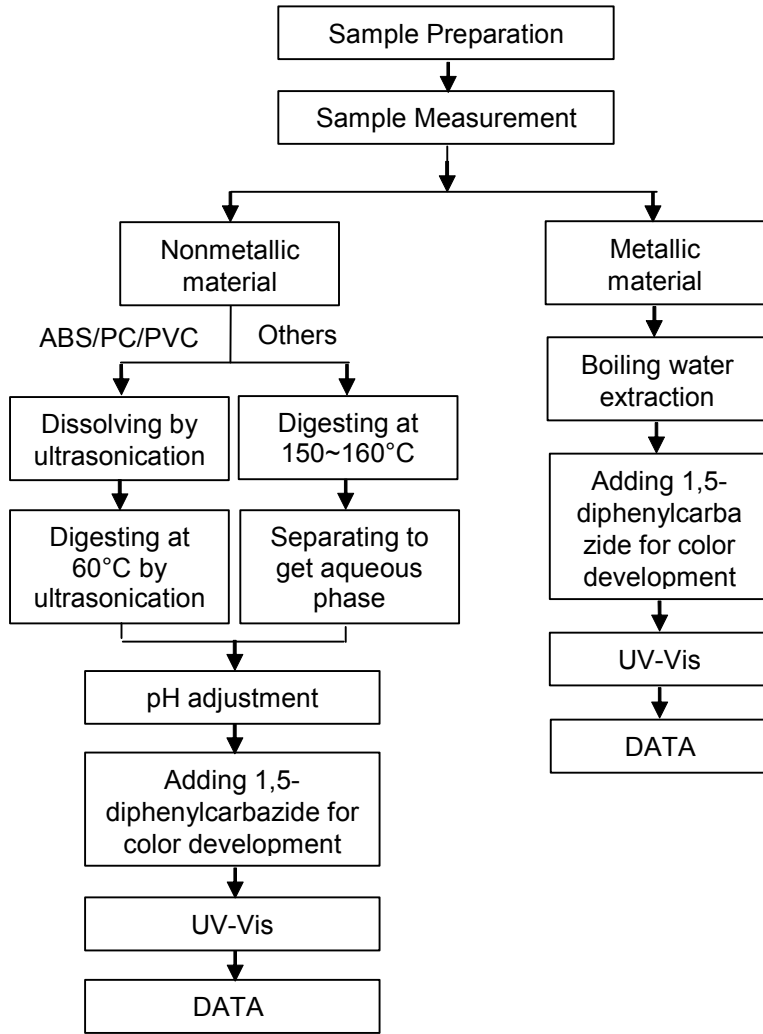 Sample Preparation
Sample Measurement
Nonmetallic
material
Metallic
material
ABS/PC/PVC
Others
Boiling water
extraction
Dissolving by
ultrasonication
Digesting at
150~160°C
Adding 1,5-
diphenylcarba
zide for color
development
Digesting at
60°C by
ultrasonication
Separating to
get aqueous
phase
UV-Vis
pH adjustment
DATA
Adding 1,5-
diphenylcarbazide for
color development
UV-Vis
DATA